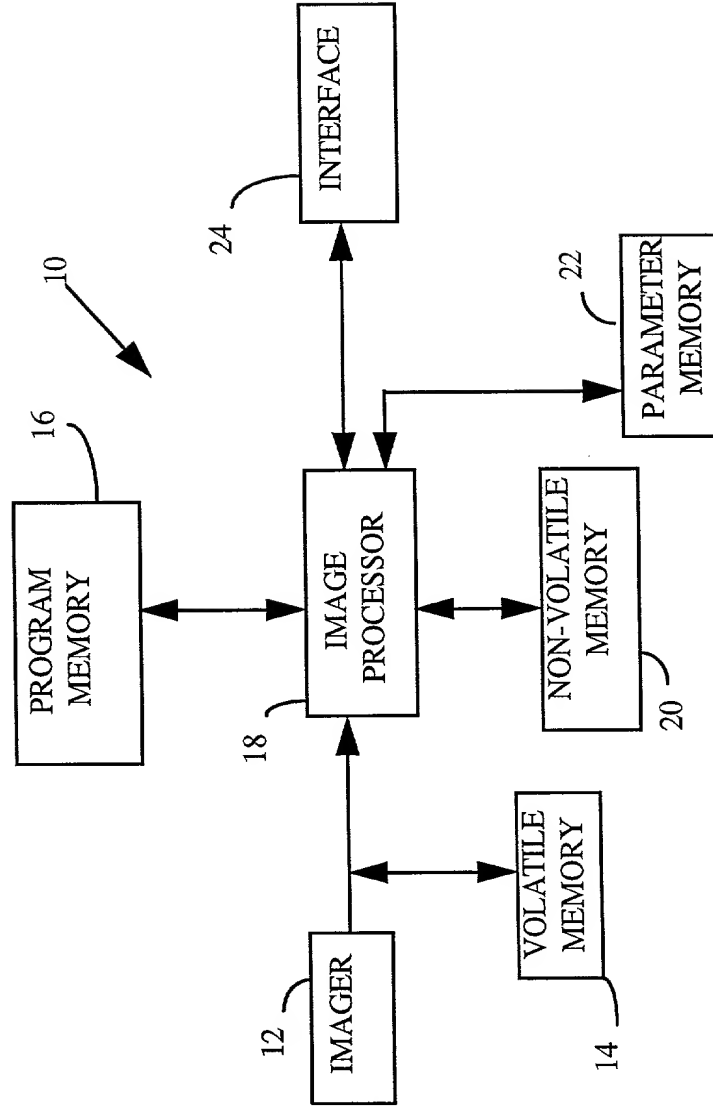 10
16
PROGRAM
MEMORY
24
INTERFACE
12
IMAGER
18
IMAGE
PROCESSOR
22
PARAMETER
MEMORY
14
VOLATILE
MEMORY
20
NON-VOLATILE
MEMORY